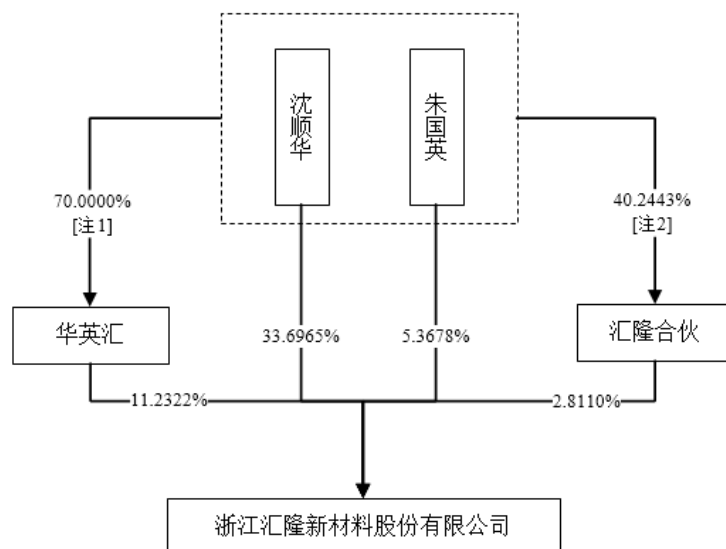 沈顺华
朱国英
70.0000%
[注1]
40.2443%
[注2]
华英汇
33.6965%
5.3678%
汇隆合伙
11.2322%
2.8110%
浙江汇隆新材料股份有限公司